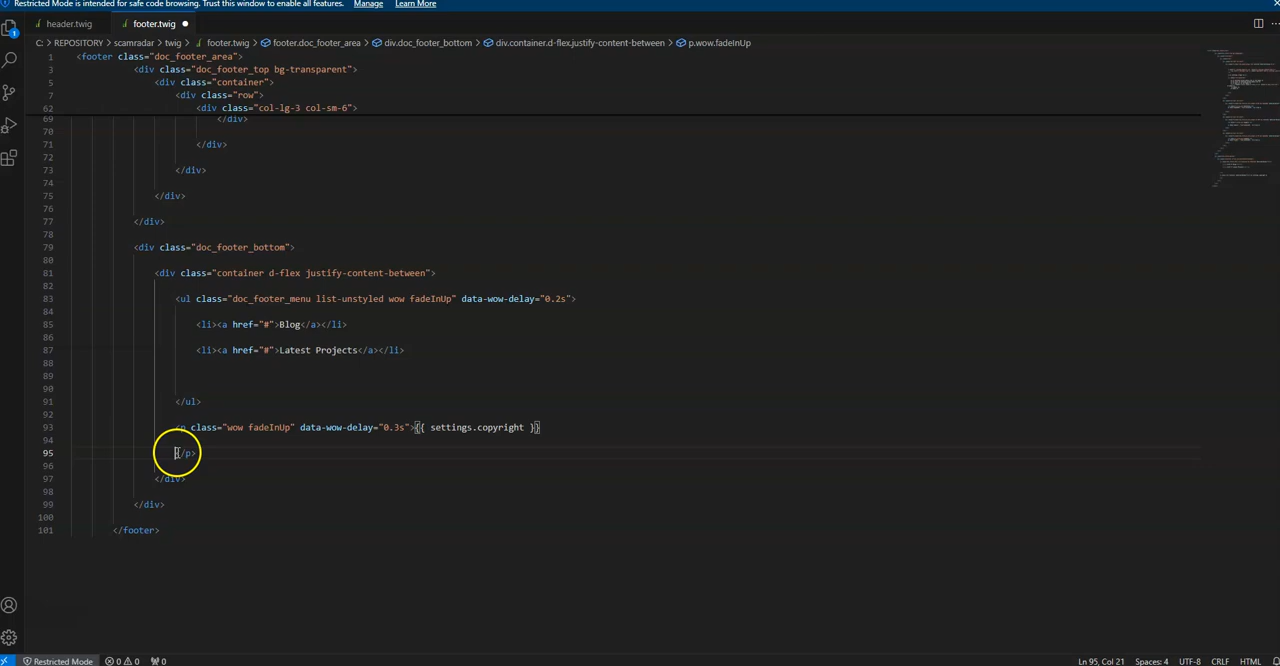 Restricted Mode is intended for safe code browsing. Trust this window to enable all features. Manage Learn More
header.twig footer.twig
C: > REPOSITORY > scamradar > twig > footer.twig > footer.doc_footer_area > div.doc_footer_bottom > div.container.d-flex.justify-content-between > p.wow.fadeInUp
1 <footer class="doc_footer_area">
3 <div class="doc_footer_top bg-transparent">
5 <div class="container">
7 <div class="row">
62 <div class="col-lg-3 col-sm-6">
69 </div>
70
71 </div>
72
73 </div>
74
75 </div>
76
77 </div>
78
79 <div class="doc_footer_bottom">
80
81 <div class="container d-flex justify-content-between">
82
83 <ul class="doc_footer_menu list-unstyled wow fadeInUp" data-wow-delay="0.2s">
84
85 <li><a href="#">Blog</a></li>
86
87 <li><a href="#">Latest Projects</a></li>
88
89
90
91 </ul>
92
93 <p class="wow fadeInUp" data-wow-delay="0.3s">{{ settings.copyright }}
94
95 </p>
96
97 </div>
98
99 </div>
100
101 </footer>
1
Restricted Mode 0 0 0 Ln 95, Col 21 Spaces: 4 UTF-8 CRLF HTML